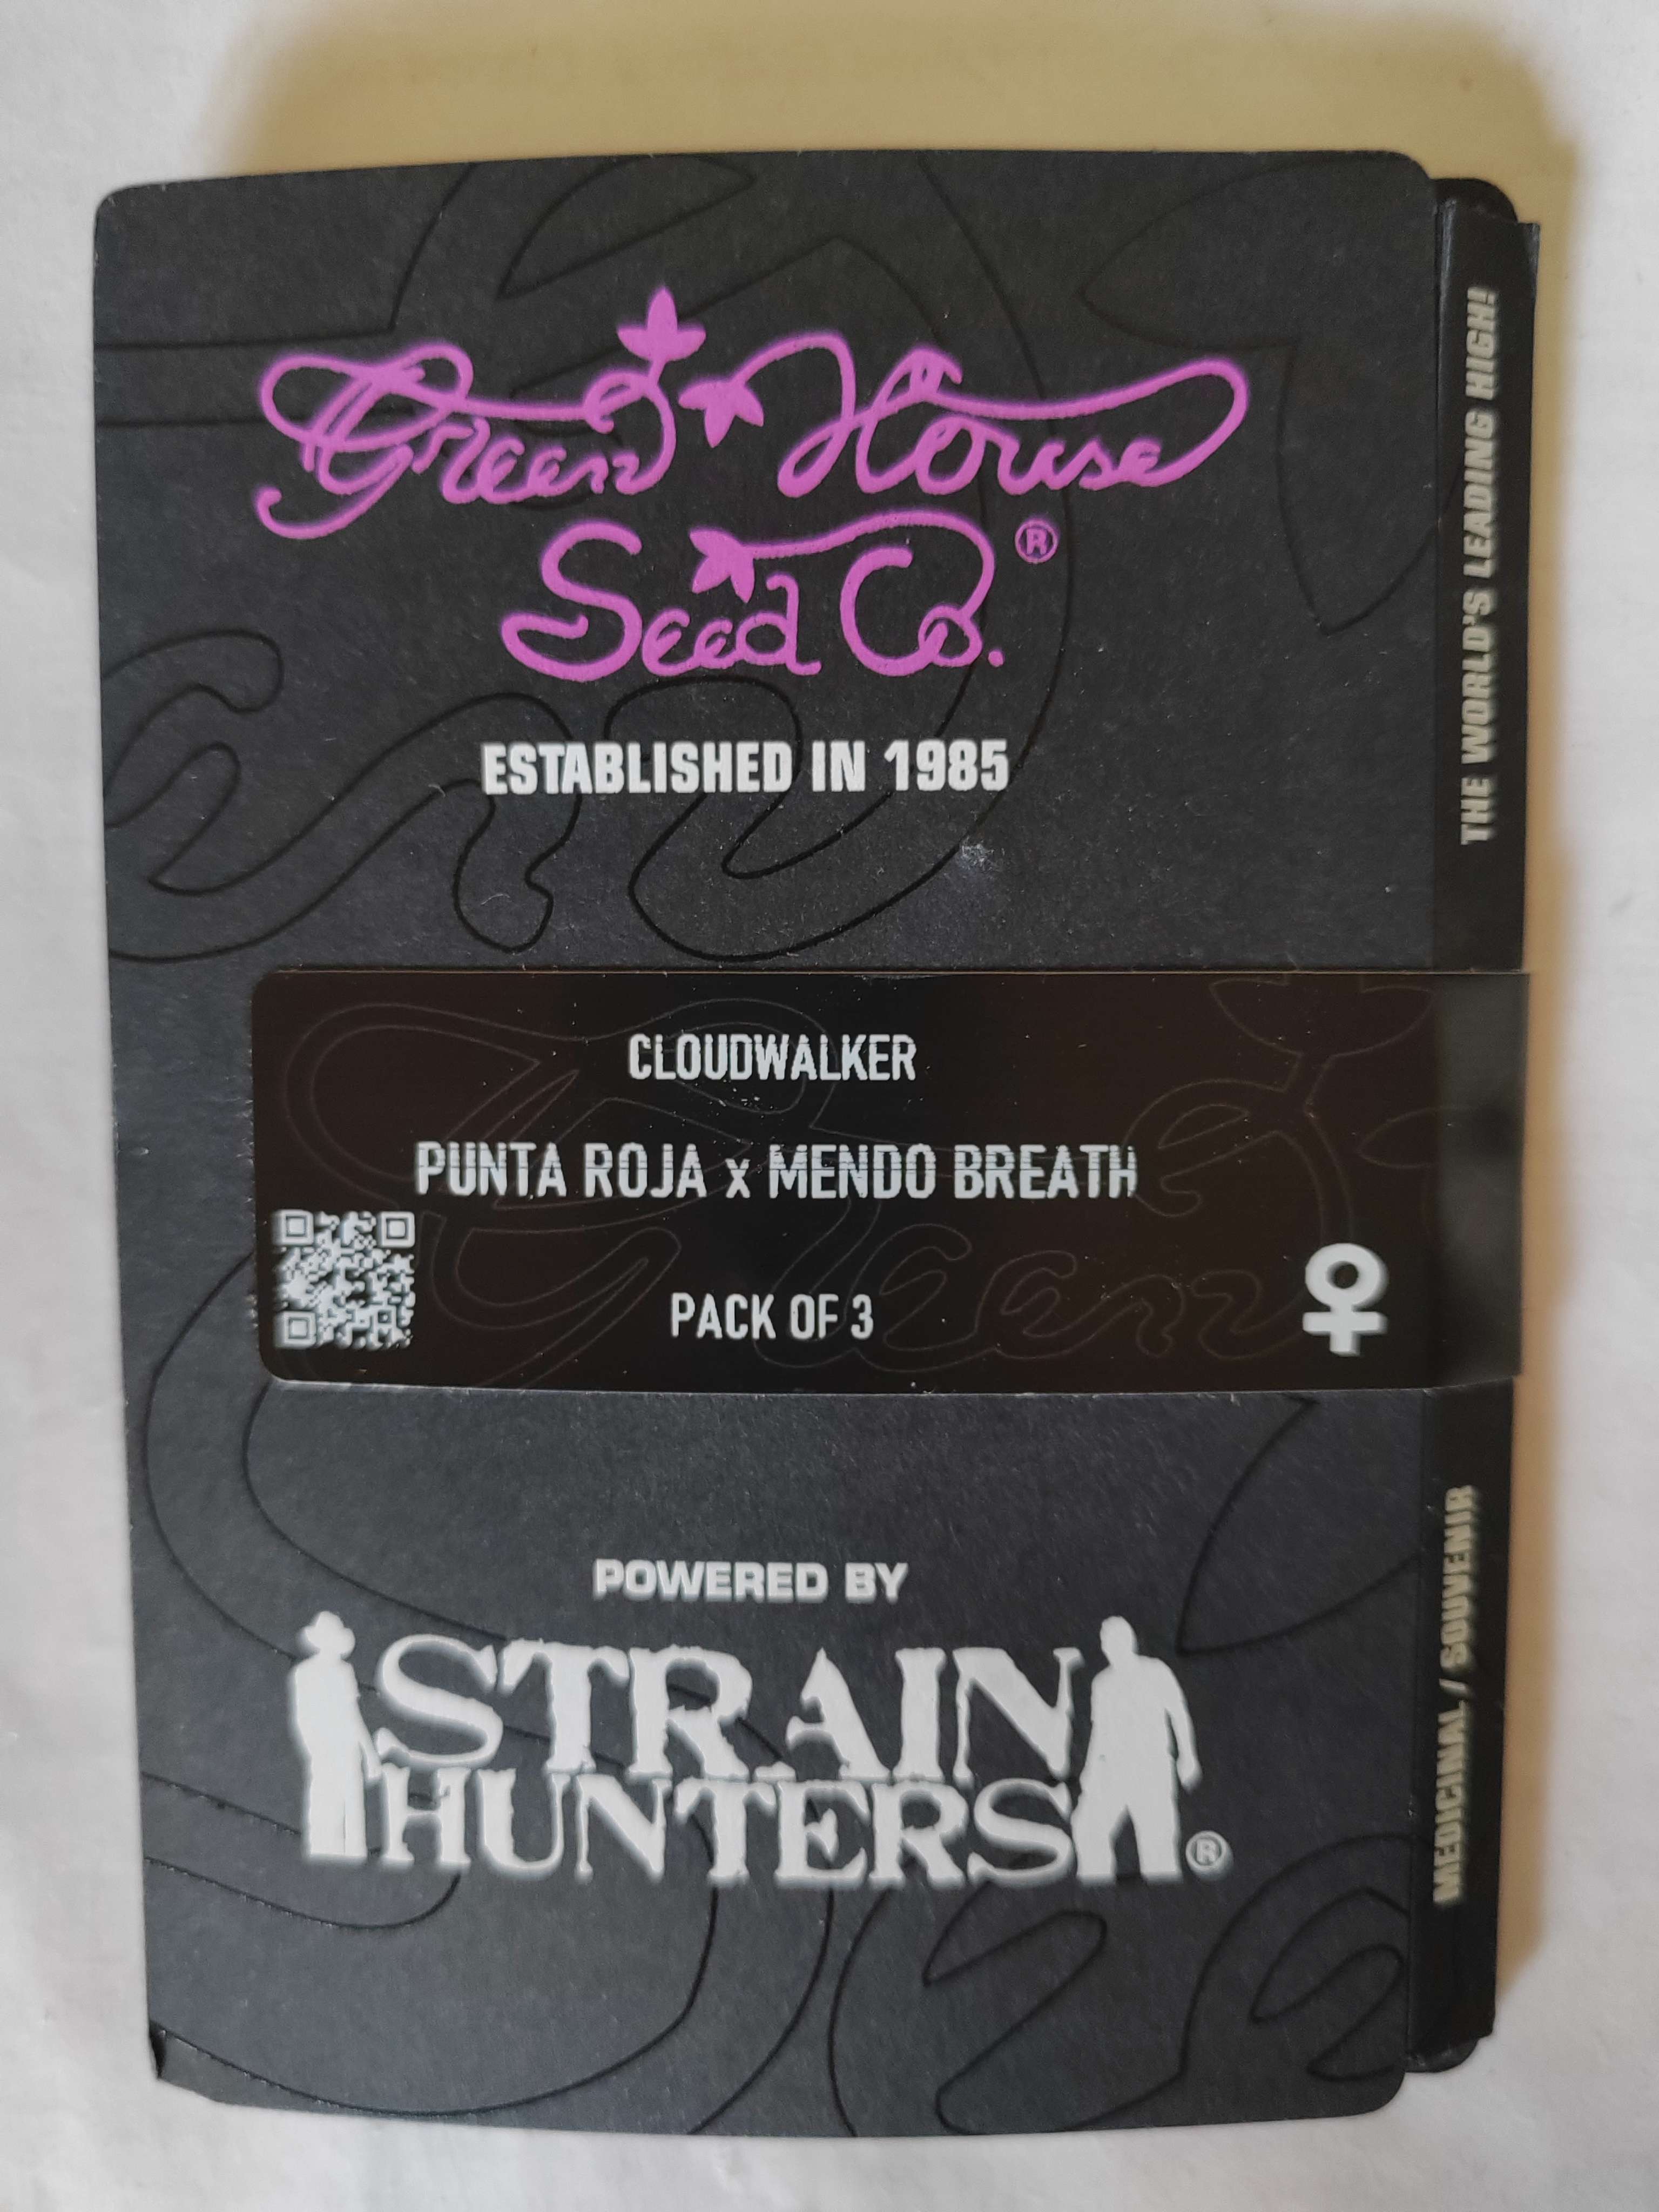 Green House
Seed Co.®
ESTABLISHED IN 1985
CLOUDWALKER
PUNTA ROJA x MENDO BREATH
PACK OF 3
POWERED BY
STRAIN
HUNTERS®
THE WORLD'S LEADING HIGH!
MEDICINAL / SOUVENIR